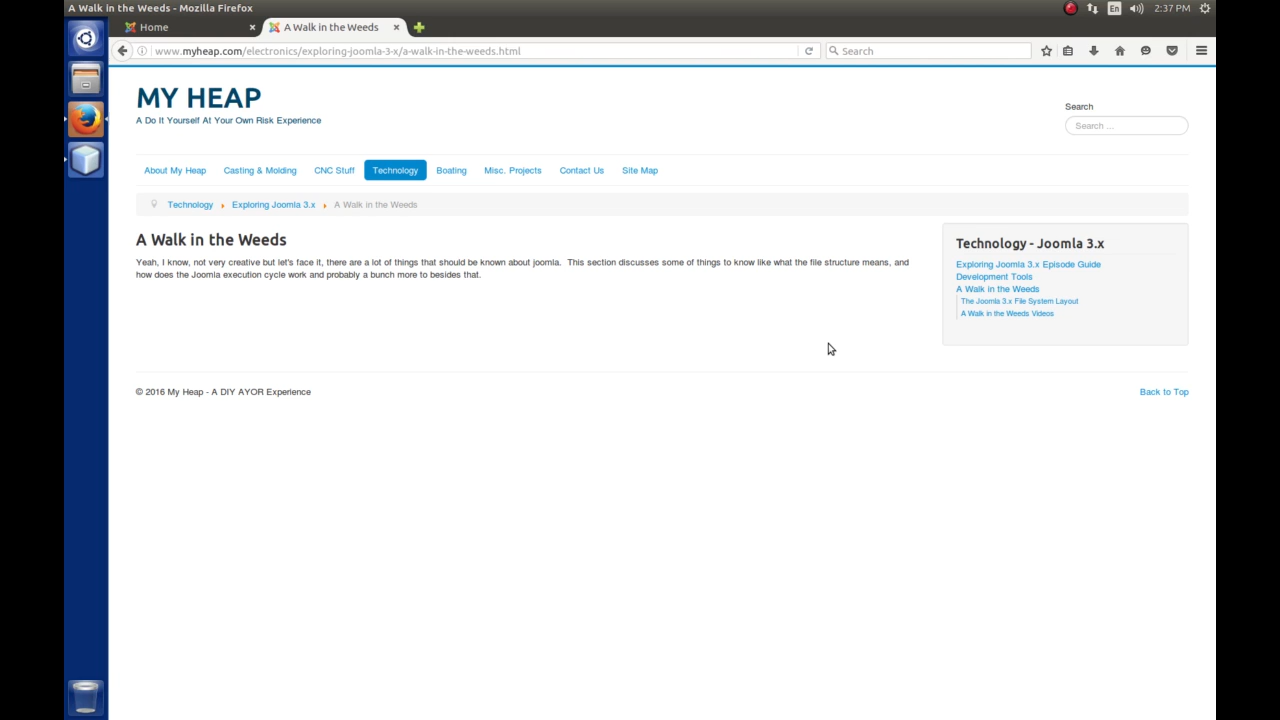 A Walk in the Weeds - Mozilla Firefox
En
2:37 PM
Home
A Walk in the Weeds
www.myheap.com/electronics/exploring-joomla-3-x/a-walk-in-the-weeds.html
Search
MY HEAP
A Do It Yourself At Your Own Risk Experience
Search
Search ...
About My Heap
Casting & Molding
CNC Stuff
Technology
Boating
Misc. Projects
Contact Us
Site Map
Technology
Exploring Joomla 3.x
A Walk in the Weeds
A Walk in the Weeds
Yeah, I know, not very creative but let's face it, there are a lot of things that should be known about joomla.  This section discusses some of things to know like what the file structure means, and
how does the Joomla execution cycle work and probably a bunch more to besides that.
Technology - Joomla 3.x
Exploring Joomla 3.x Episode Guide
Development Tools
A Walk in the Weeds
The Joomla 3.x File System Layout
A Walk in the Weeds Videos
© 2016 My Heap - A DIY AYOR Experience
Back to Top